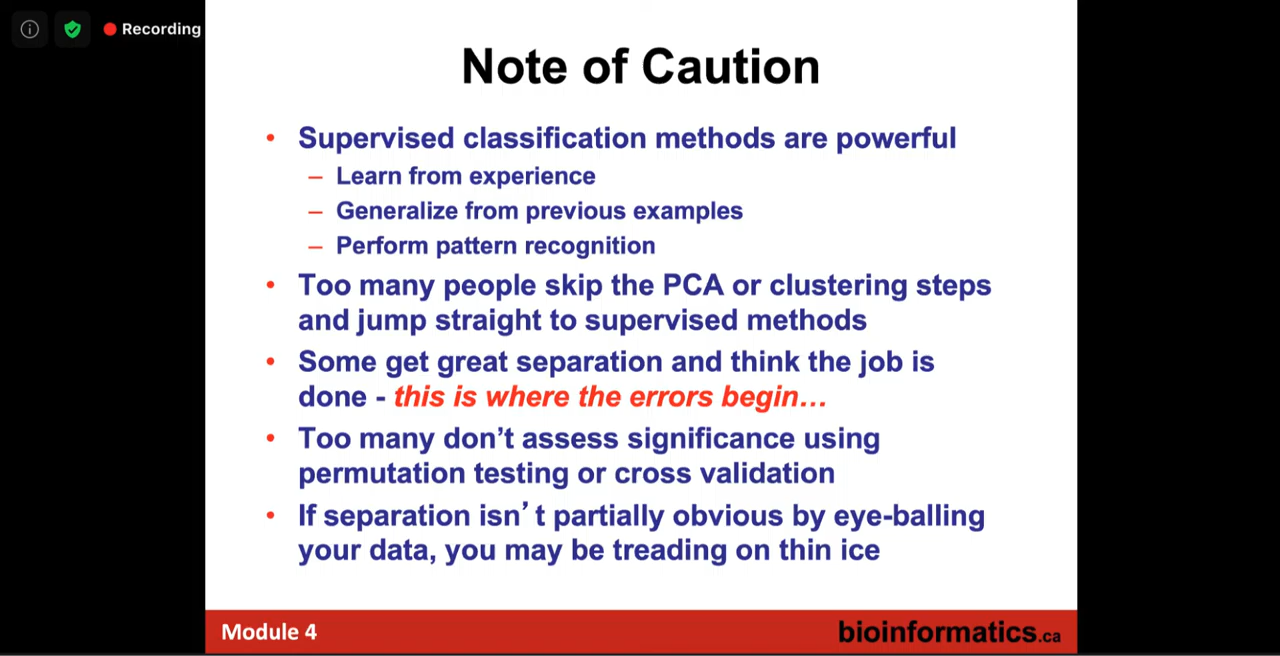 Recording
Note of Caution
• Supervised classification methods are powerful
– Learn from experience
– Generalize from previous examples
– Perform pattern recognition
• Too many people skip the PCA or clustering steps
and jump straight to supervised methods
• Some get great separation and think the job is
done - this is where the errors begin…
• Too many don’t assess significance using
permutation testing or cross validation
• If separation isn’t partially obvious by eye-balling
your data, you may be treading on thin ice
Module 4
bioinformatics.ca